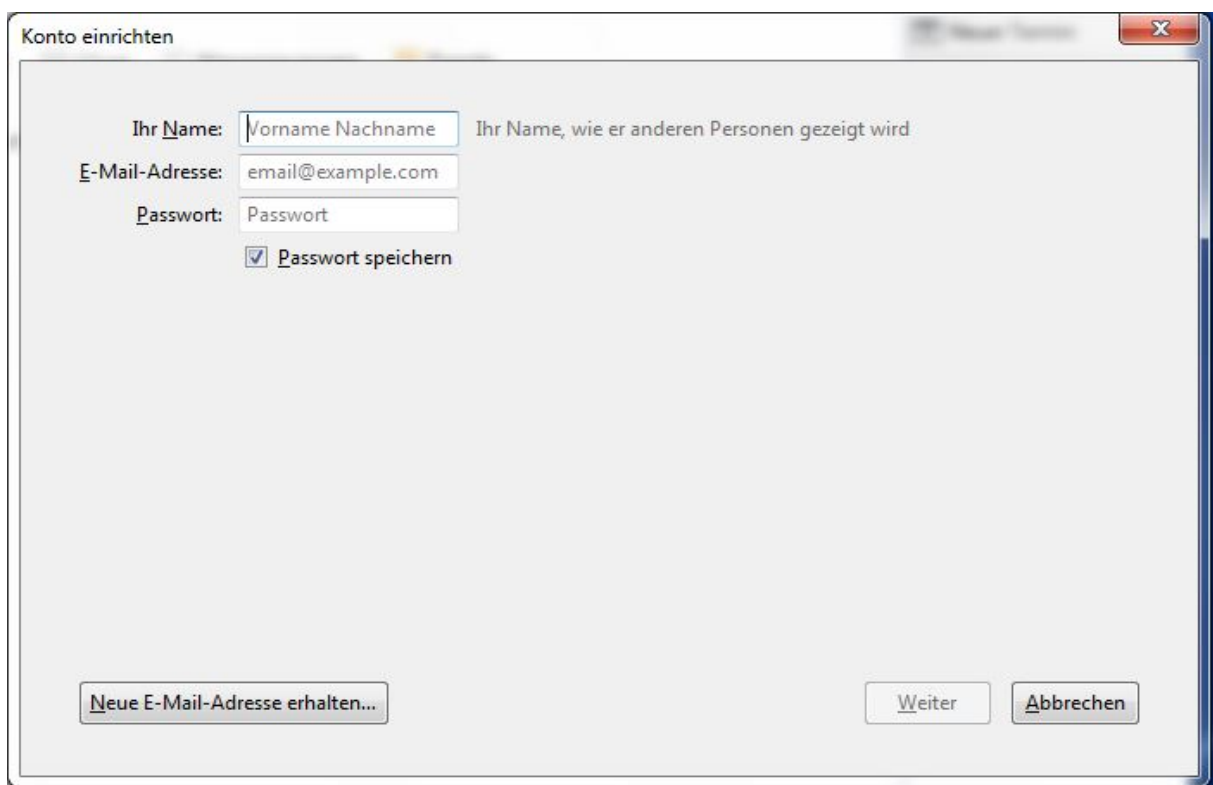 Konto einrichten
Ihr Name: Vorname Nachname Ihr Name, wie er anderen Personen gezeigt wird
E-Mail-Adresse: email@example.com
Passwort: Passwort
Passwort speichern
Neue E-Mail-Adresse erhalten... Weiter Abbrechen